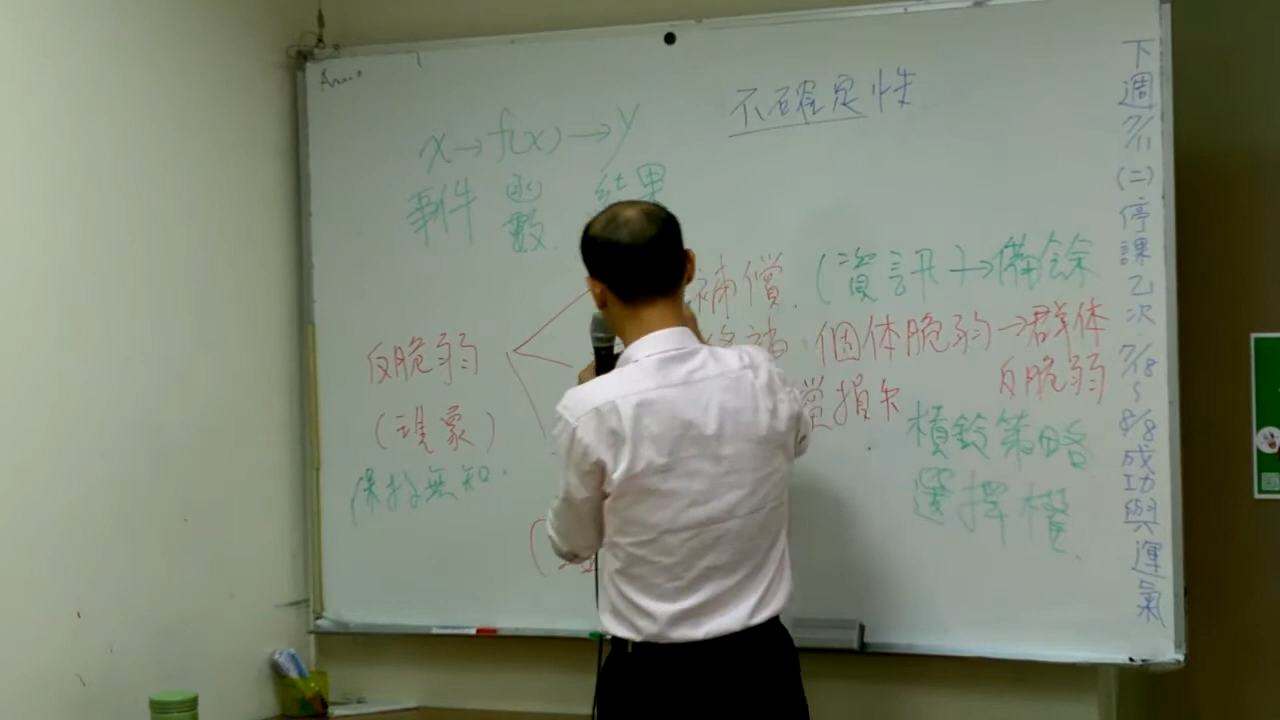 不確定性
x→f(x)→y
事件 函數 結果
補償 (資訊)→備餘
個体脆弱→群体反脆弱
反脆弱
(現象)
損失
槓鈴策略
選擇權
保持無知
下週7/11(二)停課乙次 7/18~8/8成功與運氣